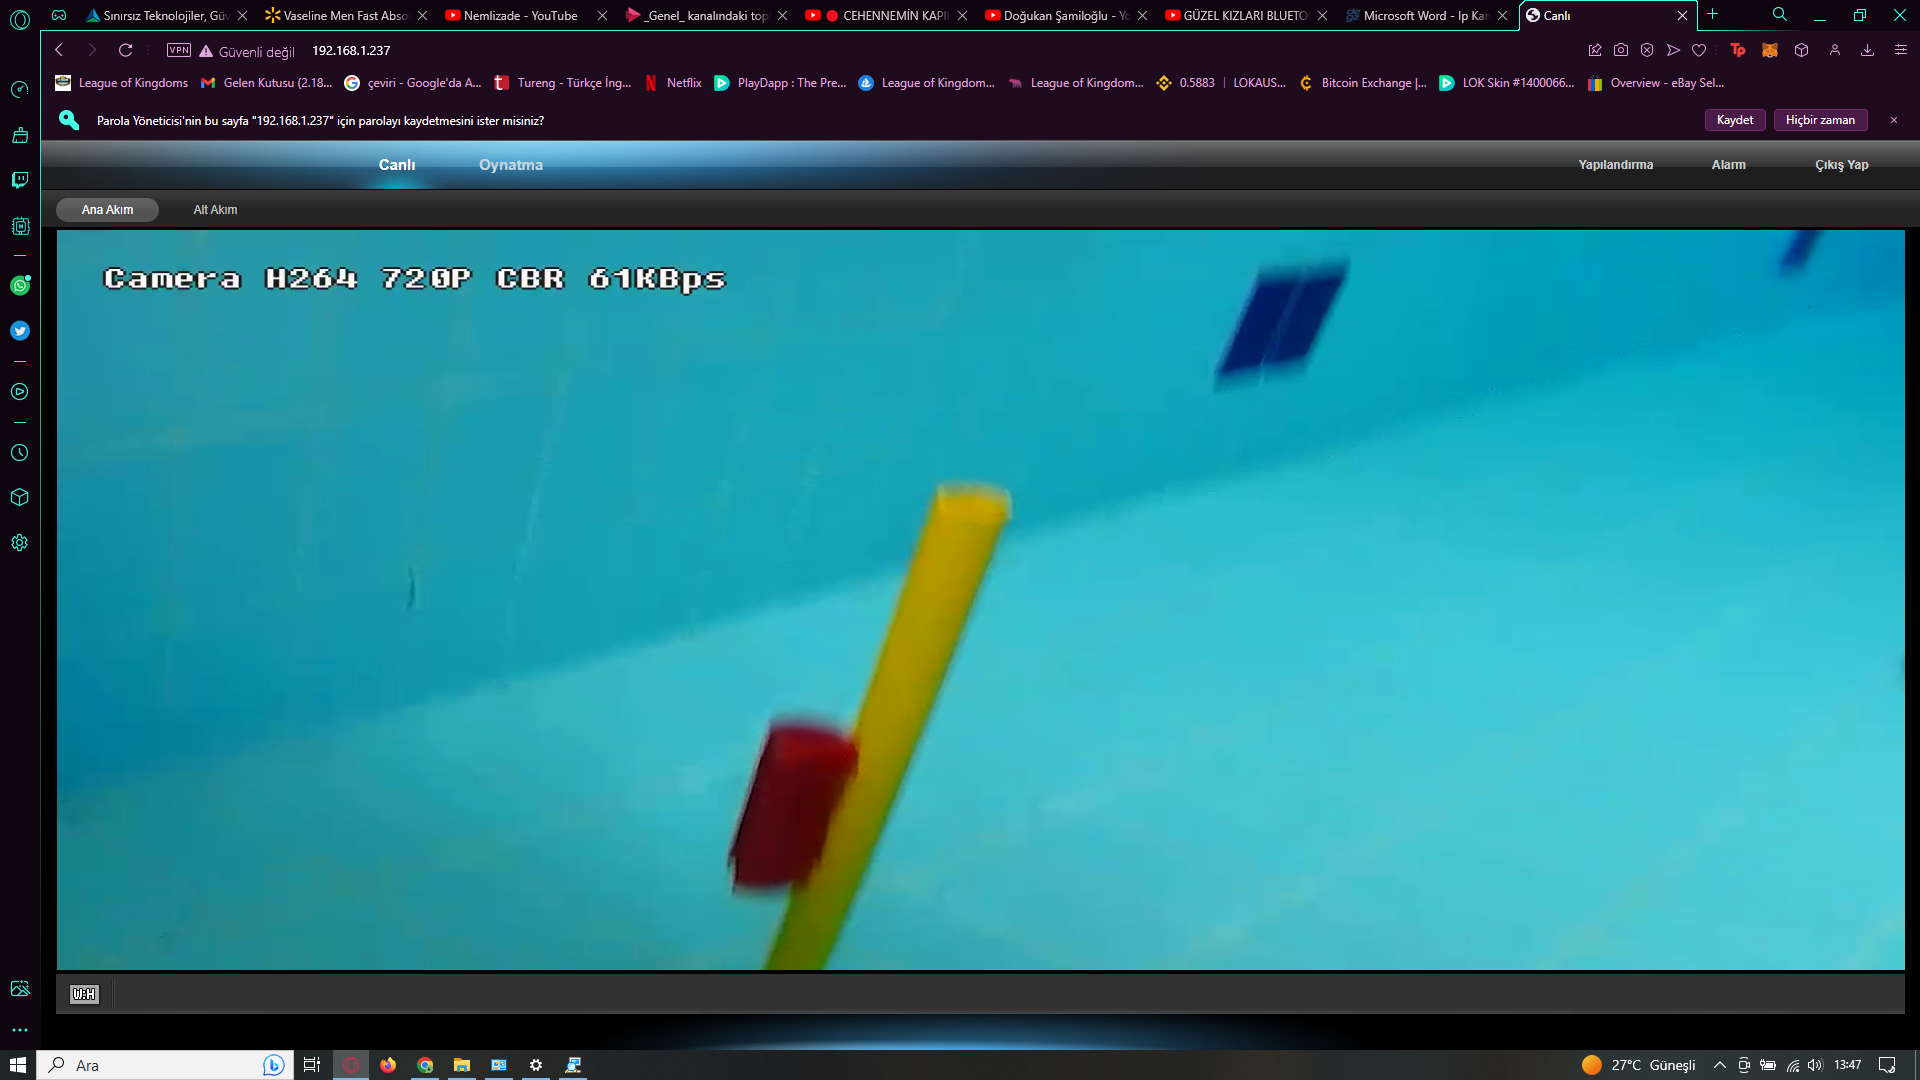 Sınırsız Teknolojiler, Gü
Vaseline Men Fast Abso
Nemlizade - YouTube
_Genel_ kanalındaki top
CEHENNEMİN KAPI
Doğukan Şamiloğlu - Yo
GÜZEL KIZLARI BLUETO
Microsoft Word - Ip Kam
Canlı
VPN Güvenli değil 192.168.1.237
League of Kingdoms
Gelen Kutusu (2.18...
çeviri - Google'da A...
Tureng - Türkçe İng...
Netflix
PlayDapp : The Pre...
League of Kingdom...
League of Kingdom...
0.5883 | LOKAUS...
Bitcoin Exchange |...
LOK Skin #1400066...
Overview - eBay Sel...
Parola Yöneticisi'nin bu sayfa "192.168.1.237" için parolayı kaydetmesini ister misiniz?
Kaydet
Hiçbir zaman
Canlı
Oynatma
Yapılandırma
Alarm
Çıkış Yap
Ana Akım
Alt Akım
Camera H264 720P CBR 61KBps
W:H
Ara
27°C Güneşli
13:47